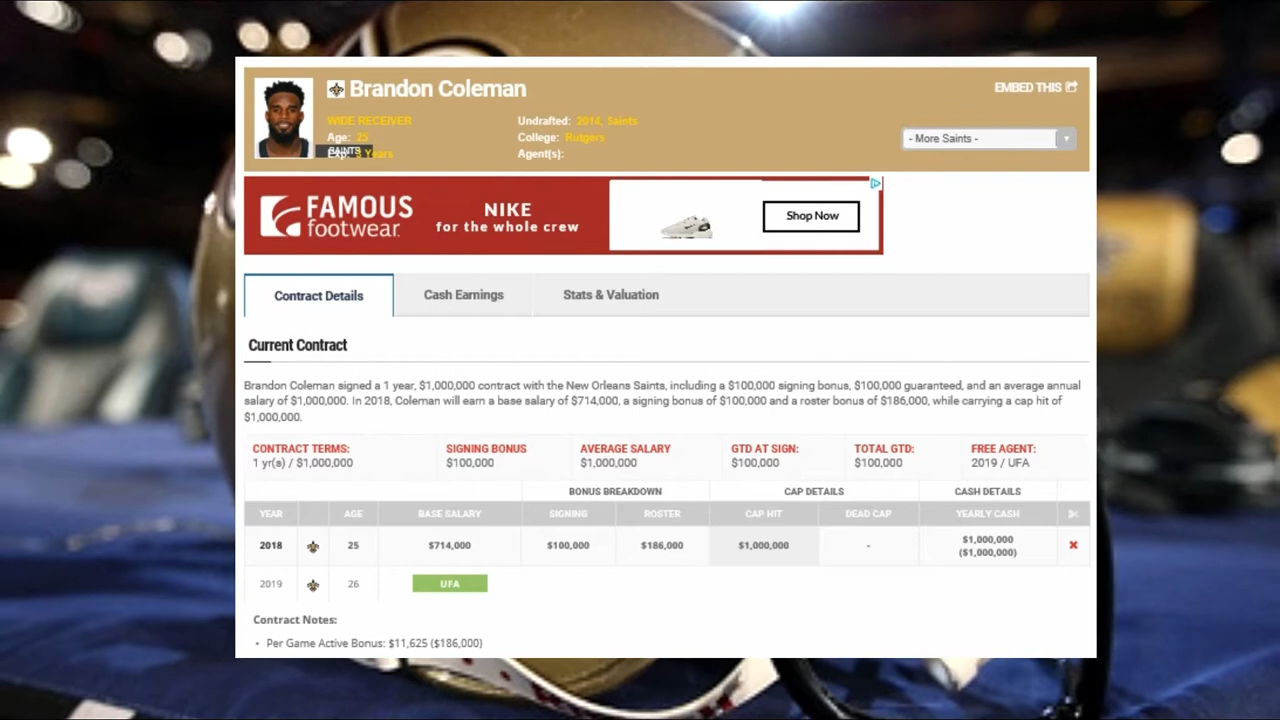 Brandon Coleman
EMBED THIS
WIDE RECEIVER
Undrafted: 2014, Saints
Age: 25
College: Rutgers
- More Saints -
SAINTS
Exp: 3 Years
Agent(s):
FAMOUS
footwear.
NIKE
for the whole crew
Shop Now
Contract Details
Cash Earnings
Stats & Valuation
Current Contract
Brandon Coleman signed a 1 year, $1,000,000 contract with the New Orleans Saints, including a $100,000 signing bonus, $100,000 guaranteed, and an average annual
salary of $1,000,000. In 2018, Coleman will earn a base salary of $714,000, a signing bonus of $100,000 and a roster bonus of $186,000, while carrying a cap hit of
$1,000,000.
CONTRACT TERMS: SIGNING BONUS AVERAGE SALARY GTD AT SIGN: TOTAL GTD: FREE AGENT:
1 yr(s) / $1,000,000 $100,000 $1,000,000 $100,000 $100,000 2019 / UFA
BONUS BREAKDOWN CAP DETAILS CASH DETAILS
YEAR AGE BASE SALARY SIGNING ROSTER CAP HIT DEAD CAP YEARLY CASH
2018 25 $714,000 $100,000 $186,000 $1,000,000 - $1,000,000
($1,000,000)
2019 26 UFA
Contract Notes:
• Per Game Active Bonus: $11,625 ($186,000)